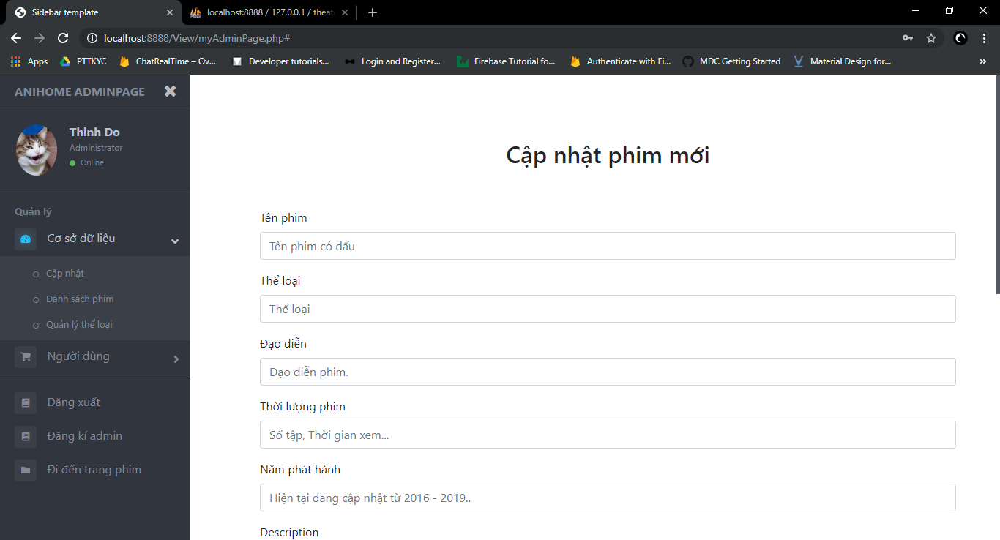 Sidebar template
localhost:8888 / 127.0.0.1 / theat
localhost:8888/View/myAdminPage.php#
Apps
PTTKYC
ChatRealTime – Ov...
Developer tutorials...
Login and Register...
Firebase Tutorial fo...
Authenticate with Fi...
MDC Getting Started
Material Design for...
»
ANIHOME ADMINPAGE
Thinh Do
Administrator
Online
Quản lý
Cơ sở dữ liệu
Cập nhật
Danh sách phim
Quản lý thể loại
Người dùng
Đăng xuất
Đăng kí admin
Đi đến trang phim
Cập nhật phim mới
Tên phim
Tên phim có dấu
Thể loại
Thể loại
Đạo diễn
Đạo diễn phim.
Thời lượng phim
Số tập, Thời gian xem...
Năm phát hành
Hiện tại đang cập nhật từ 2016 - 2019..
Description